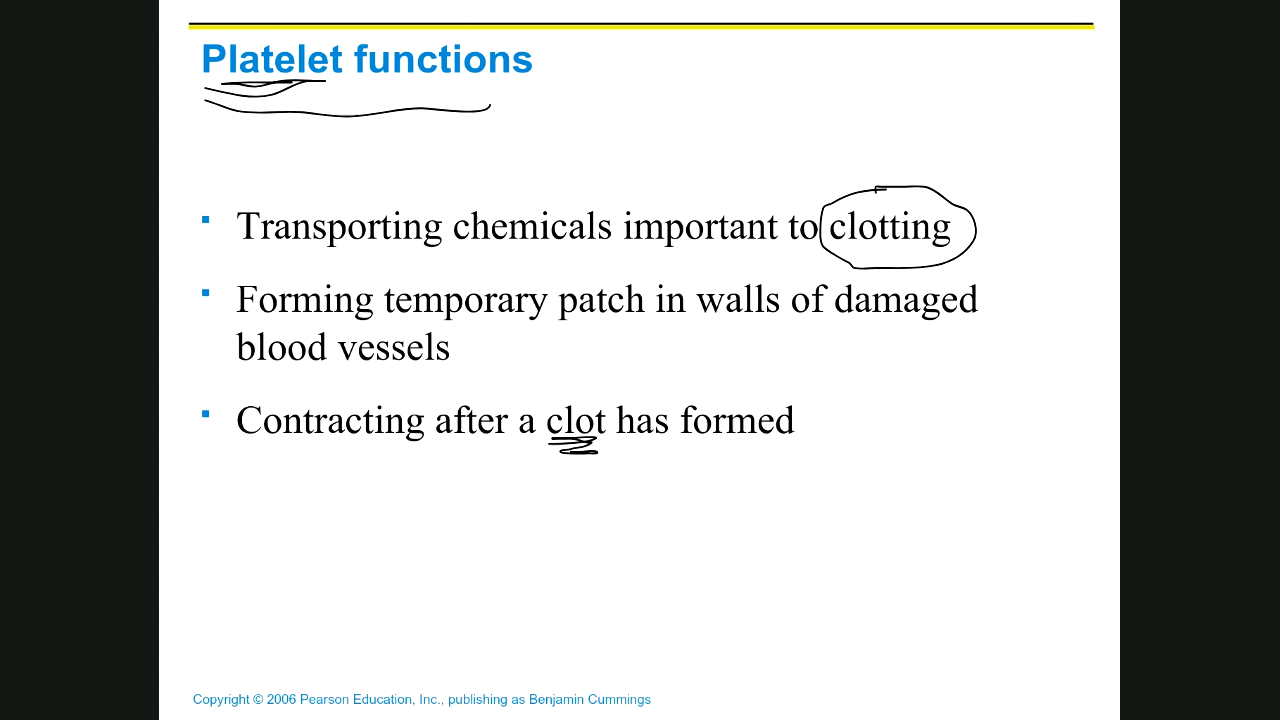 Platelet functions
▪ Transporting chemicals important to clotting
▪ Forming temporary patch in walls of damaged
blood vessels
▪ Contracting after a clot has formed
Copyright © 2006 Pearson Education, Inc., publishing as Benjamin Cummings